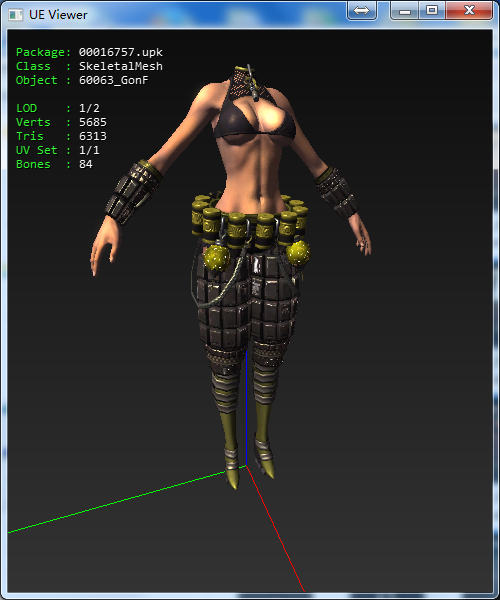 UE Viewer
Package: 00016757.upk
Class : SkeletalMesh
Object : 60063_GonF
LOD : 1/2
Verts : 5685
Tris : 6313
UV Set : 1/1
Bones : 84